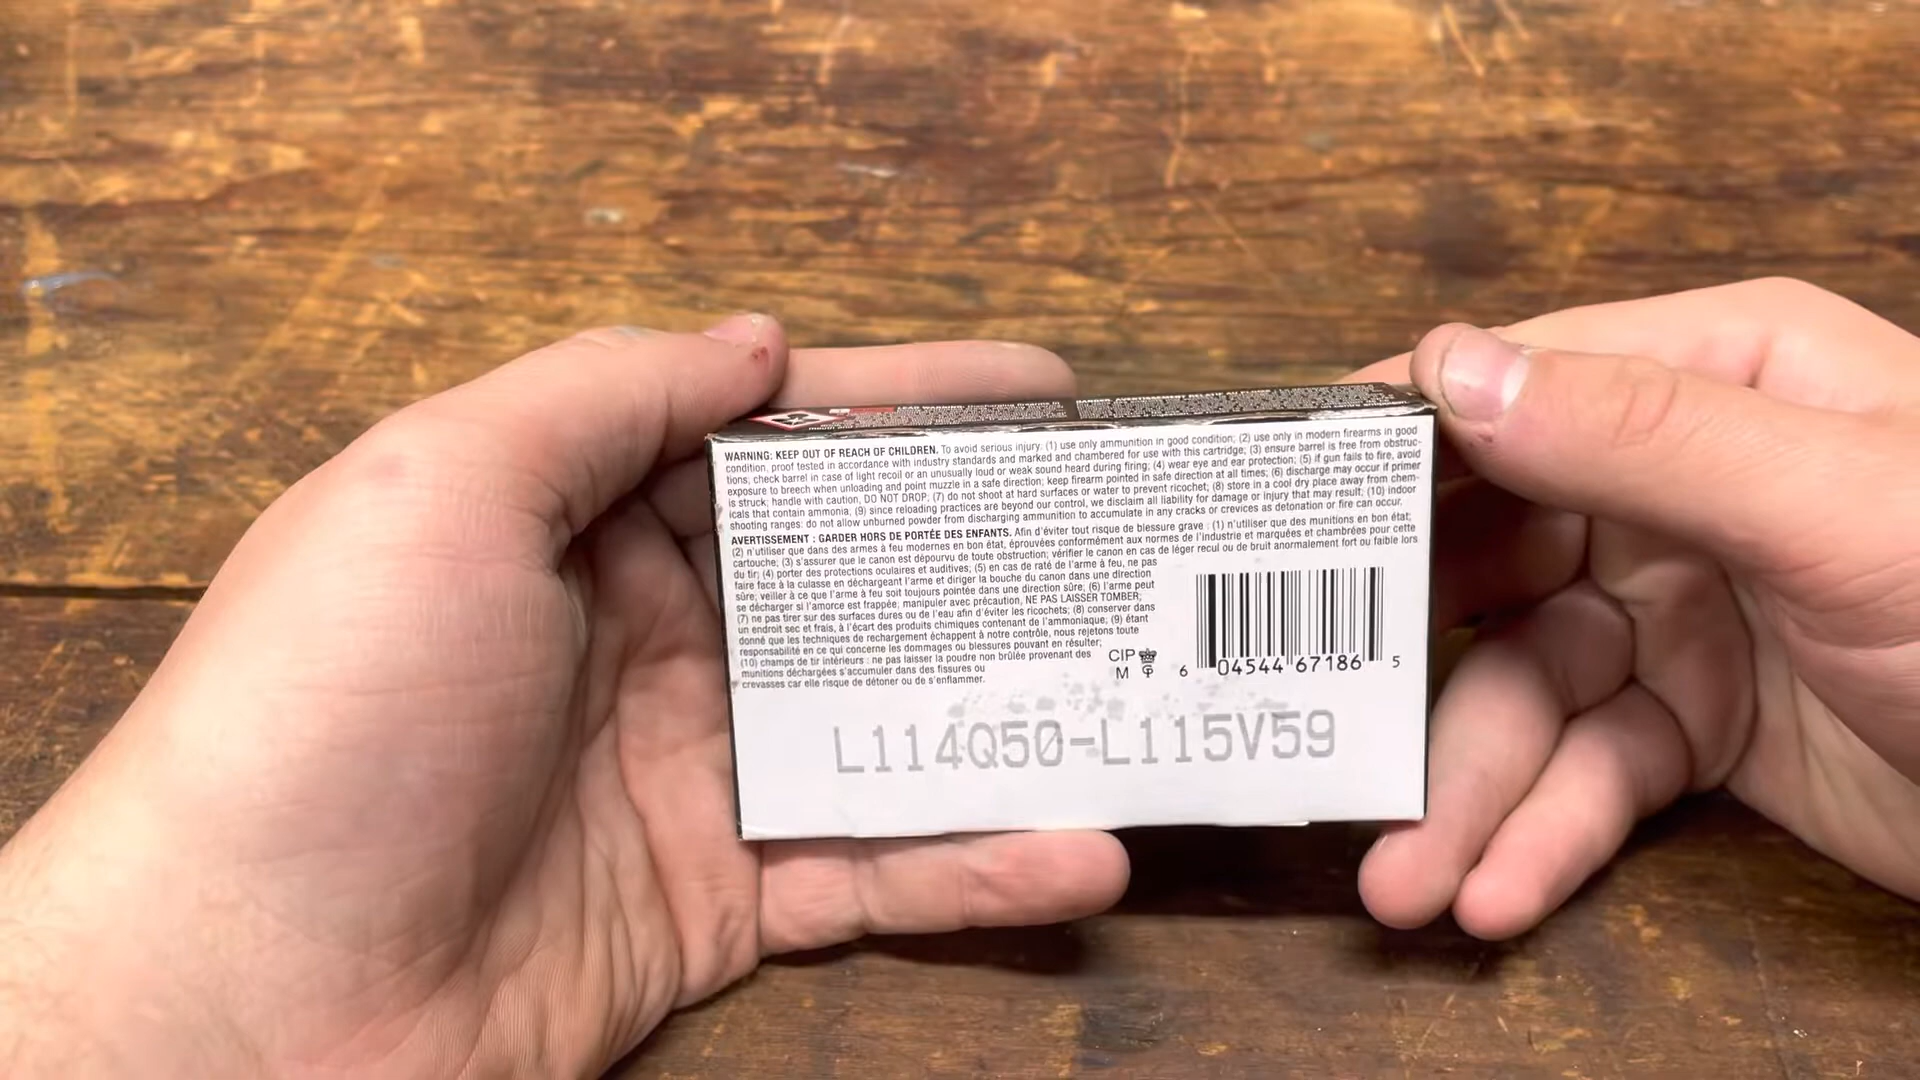 WARNING: KEEP OUT OF REACH OF CHILDREN. To avoid serious injury: (1) use only ammunition in good condition; (2) use only in modern firearms in good
condition, proof tested in accordance with industry standards and marked and chambered for use with this cartridge; (3) ensure barrel is free from obstruc-
tions, check barrel in case of light recoil or an unusually loud or weak sound heard during firing; (4) wear eye and ear protection; (5) if gun fails to fire, avoid
exposure to breech when unloading and point muzzle in a safe direction; keep firearm pointed in safe direction at all times; (6) discharge may occur if primer
is struck; handle with caution, DO NOT DROP; (7) do not shoot at hard surfaces or water to prevent ricochet; (8) store in a cool dry place away from chem-
icals that contain ammonia; (9) since reloading practices are beyond our control, we disclaim all liability for damage or injury that may result; (10) indoor
shooting ranges: do not allow unburned powder from discharging ammunition to accumulate in any cracks or crevices as detonation or fire can occur.
AVERTISSEMENT : GARDER HORS DE PORTÉE DES ENFANTS. Afin d'éviter tout risque de blessure grave : (1) n'utiliser que des munitions en bon état;
(2) n'utiliser que dans des armes à feu modernes en bon état, éprouvées conformément aux normes de l'industrie et marquées et chambrées pour cette
cartouche; (3) s'assurer que le canon est dépourvu de toute obstruction; vérifier le canon en cas de léger recul ou de bruit anormalement fort ou faible lors
du tir; (4) porter des protections oculaires et auditives; (5) en cas de raté de l'arme à feu, ne pas
faire face à la culasse en déchargeant l'arme et diriger la bouche du canon dans une direction
sûre; veiller à ce que l'arme à feu soit toujours pointée dans une direction sûre; (6) l'arme peut
se décharger si l'amorce est frappée; manipuler avec précaution, NE PAS LAISSER TOMBER;
(7) ne pas tirer sur des surfaces dures ou de l'eau afin d'éviter les ricochets; (8) conserver dans
un endroit sec et frais, à l'écart des produits chimiques contenant de l'ammoniaque; (9) étant
donné que les techniques de rechargement échappent à notre contrôle, nous rejetons toute
responsabilité en ce qui concerne les dommages ou blessures pouvant en résulter;
(10) champs de tir intérieurs : ne pas laisser la poudre non brûlée provenant des
munitions déchargées s'accumuler dans des fissures ou
crevasses car elle risque de détoner ou de s'enflammer.
CIP
M
6 04544 67186 5
L114Q50-L115V59